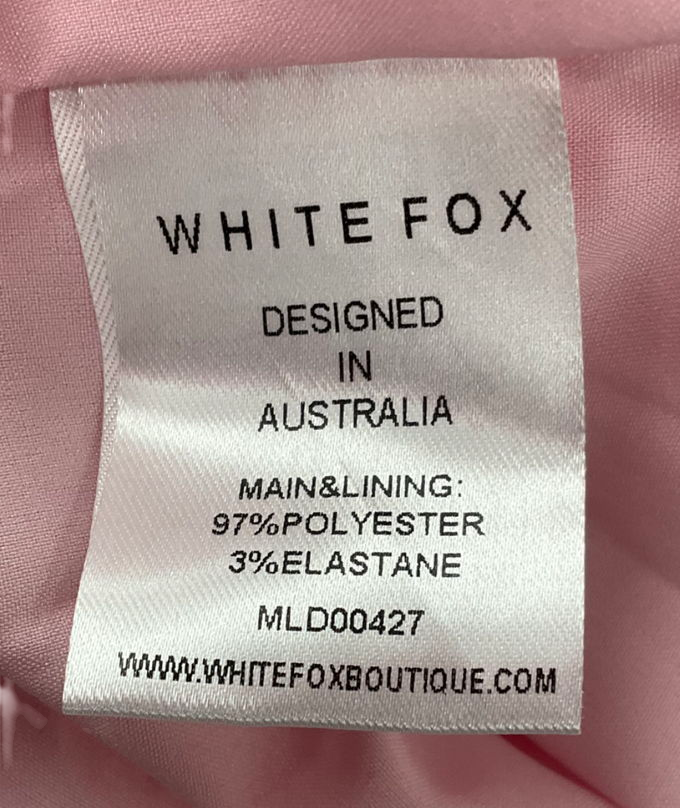 WHITE FOX
DESIGNED
IN
AUSTRALIA
MAIN&LINING:
97%POLYESTER
3%ELASTANE
MLD00427
WWW.WHITEFOXBOUTIQUE.COM